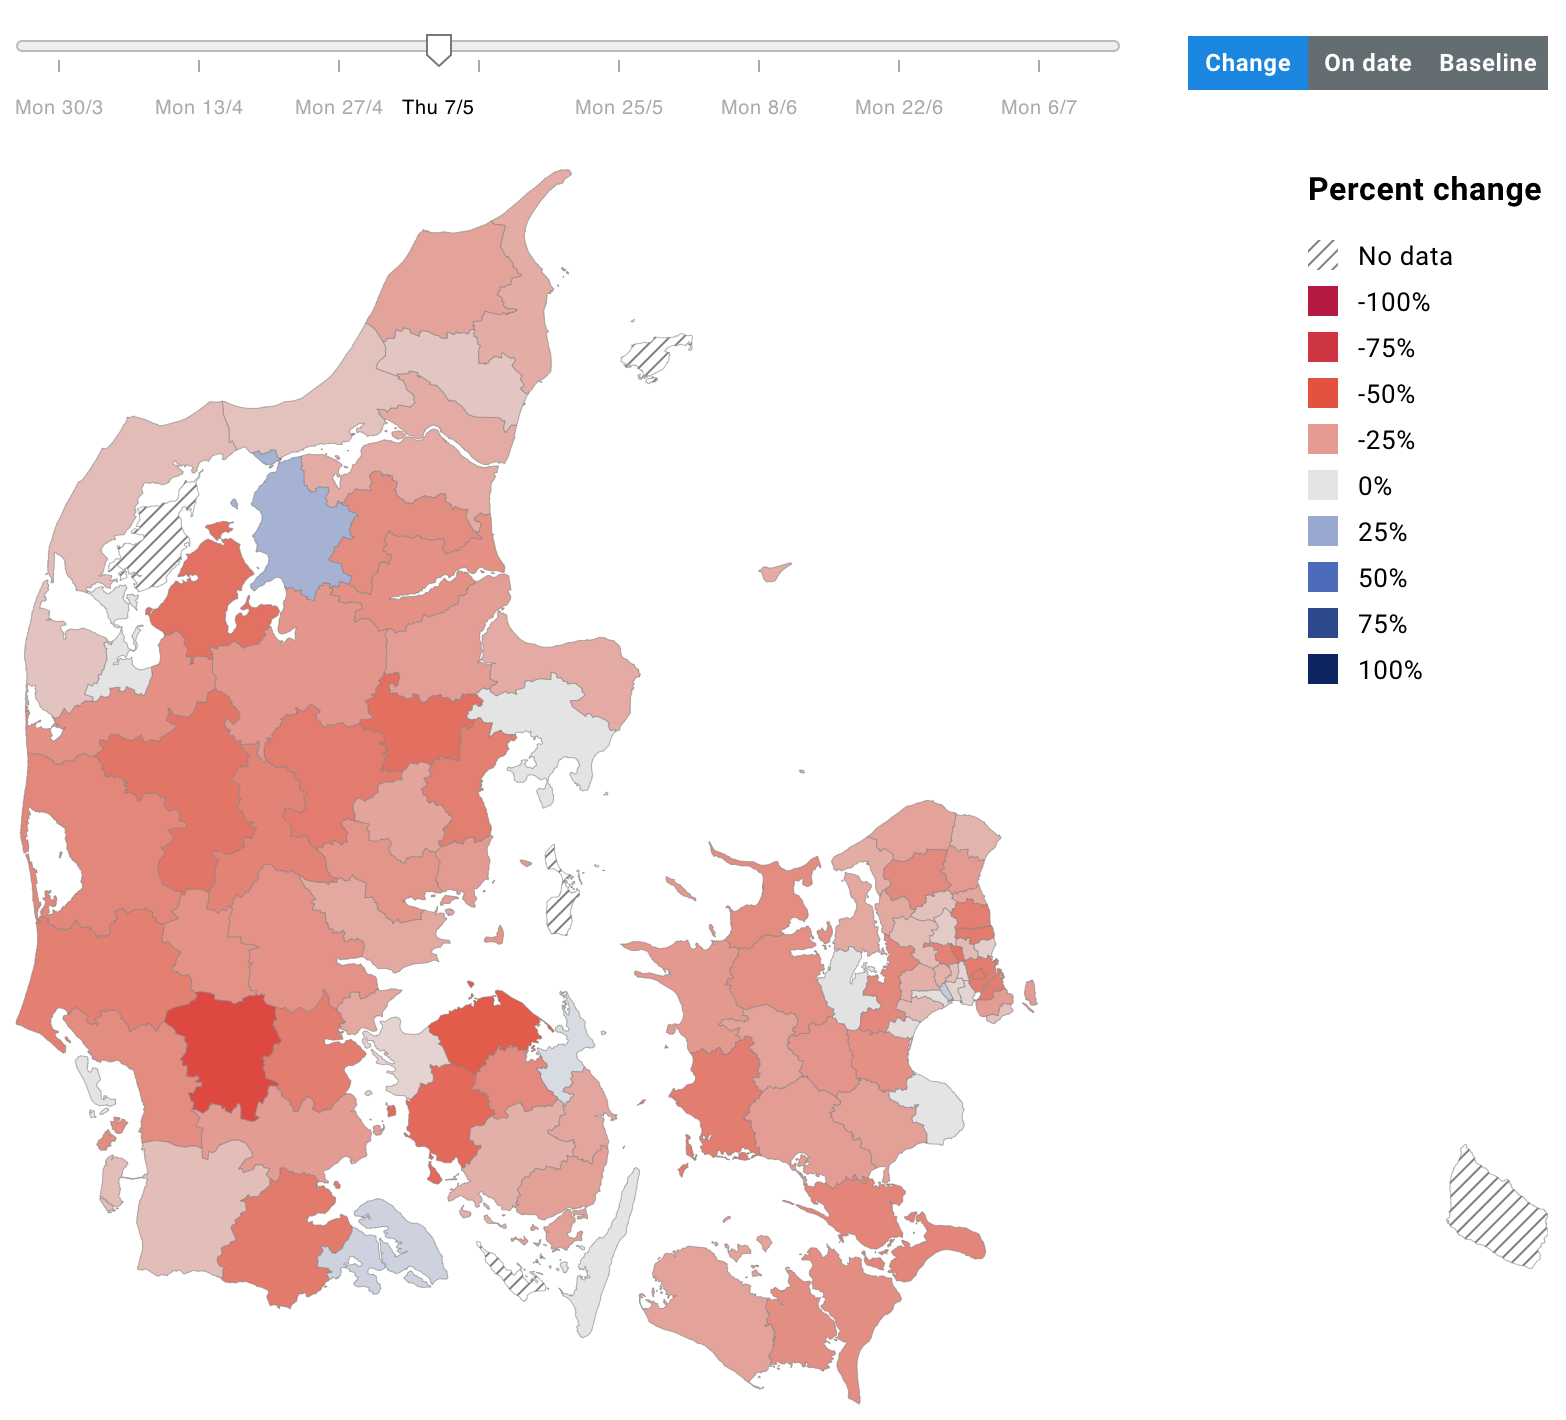 Change On date Baseline
Mon 30/3 Mon 13/4 Mon 27/4 Thu 7/5 Mon 25/5 Mon 8/6 Mon 22/6 Mon 6/7
Percent change
No data
-100%
-75%
-50%
-25%
0%
25%
50%
75%
100%